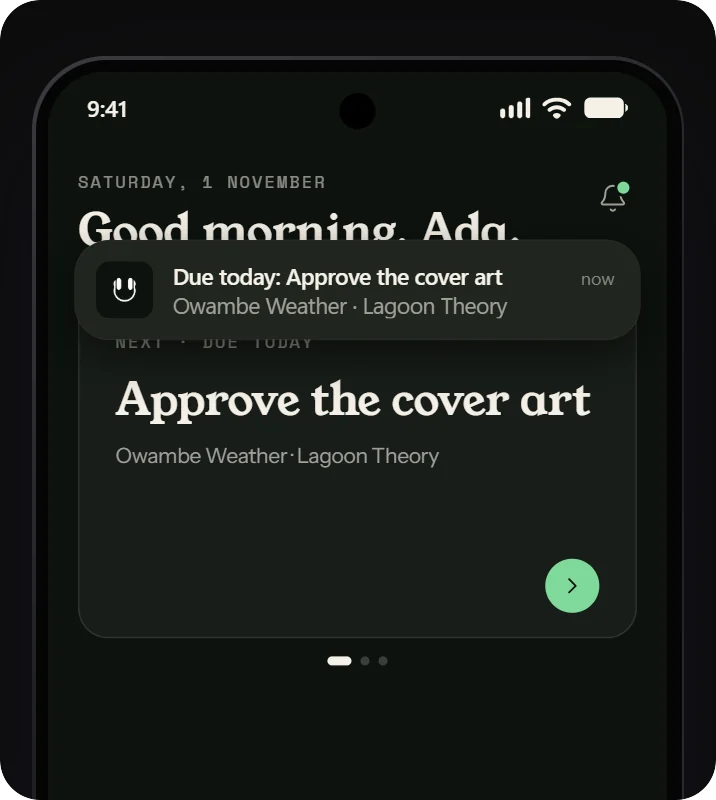 9:41
SATURDAY, 1 NOVEMBER
Good morning, Ada.
Due today: Approve the cover art
now
Owambe Weather · Lagoon Theory
NEXT · DUE TODAY
Approve the cover art
Owambe Weather · Lagoon Theory